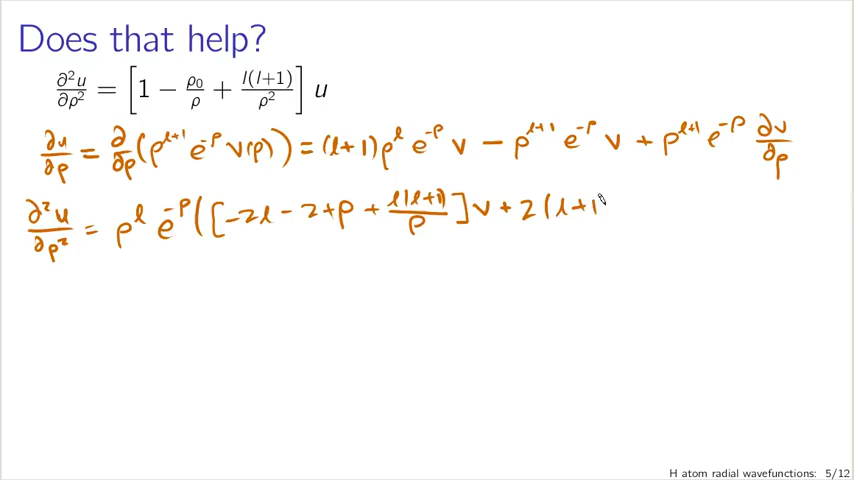 Does that help?
∂²u/∂ρ² = [1 − ρ₀/ρ + l(l+1)/ρ²] u
∂u/∂ρ = ∂/∂ρ (ρ^{l+1} e^{-ρ} v(ρ)) = (l+1)ρ^l e^{-ρ} v − ρ^{l+1} e^{-ρ} v + ρ^{l+1} e^{-ρ} ∂v/∂ρ
∂²u/∂ρ² = ρ^l e^{-ρ} ([-2l − 2 + ρ + l(l+1)/ρ] v + 2(l+1
H atom radial wavefunctions: 5/12